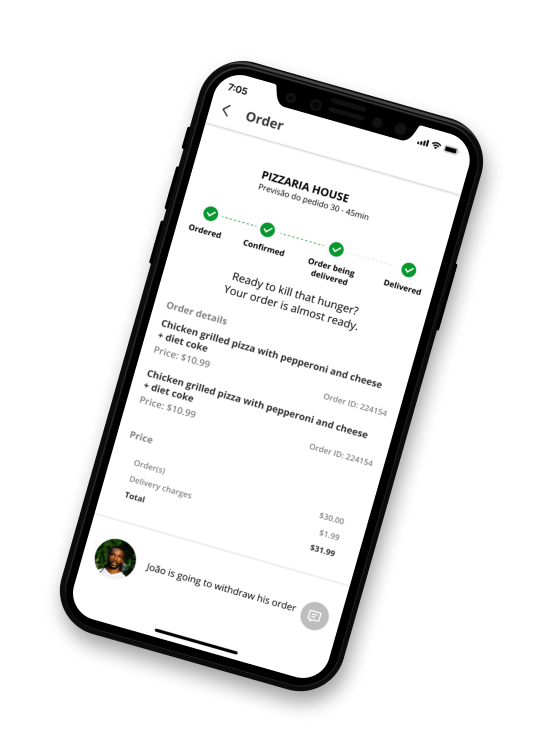 7:05
Order
PIZZARIA HOUSE
Previsão do pedido 30 - 45min
Ordered
Confirmed
Order being
delivered
Delivered
Ready to kill that hunger?
Your order is almost ready.
Order details
Chicken grilled pizza with pepperoni and cheese
+ diet coke
Price: $10.99
Order ID: 224154
Chicken grilled pizza with pepperoni and cheese
+ diet coke
Price: $10.99
Order ID: 224154
Price
Order(s)
$30.00
Delivery charges
$1.99
Total
$31.99
João is going to withdraw his order